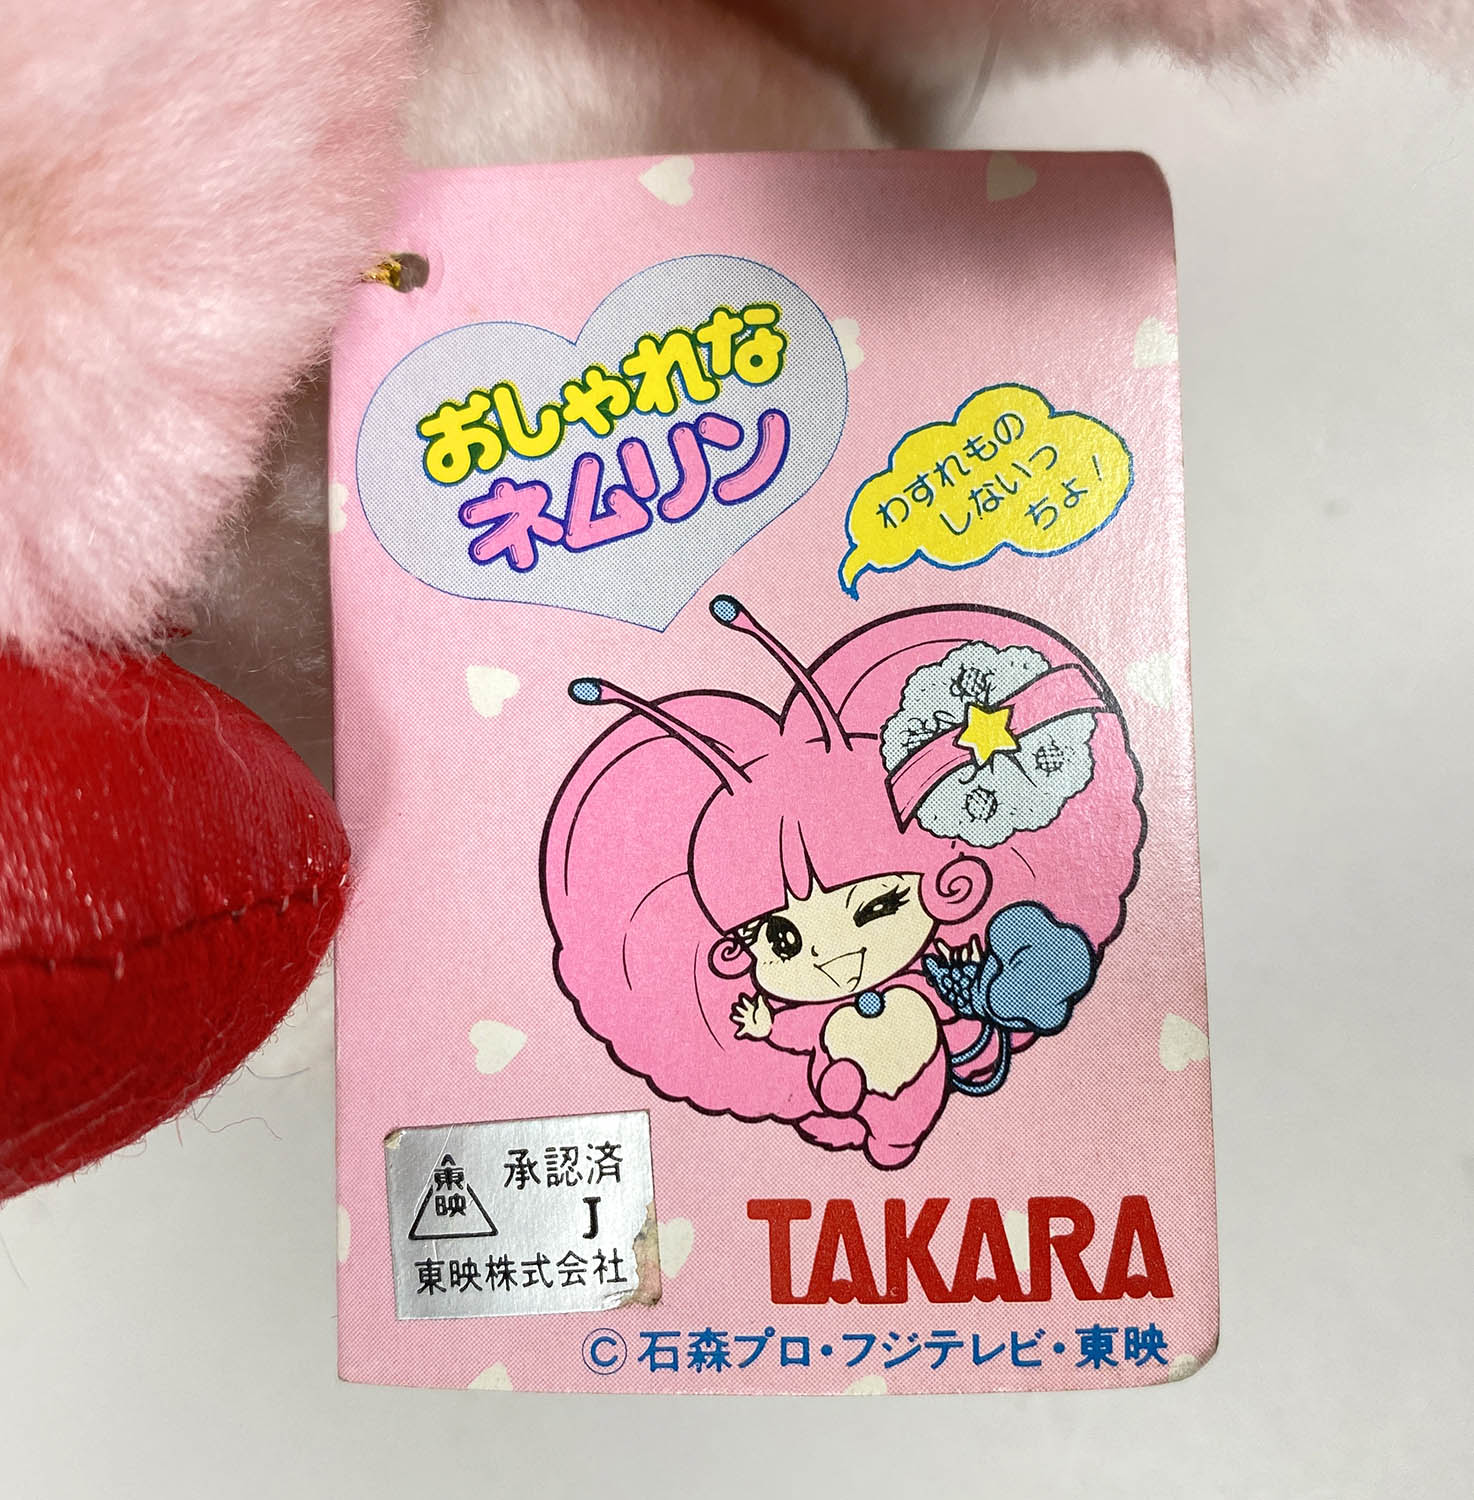 おしゃれな
ネムリン
わすれもの
しないっ
ちょ!
東映
承認済
J
東映株式会社
TAKARA
©石森プロ・フジテレビ・東映